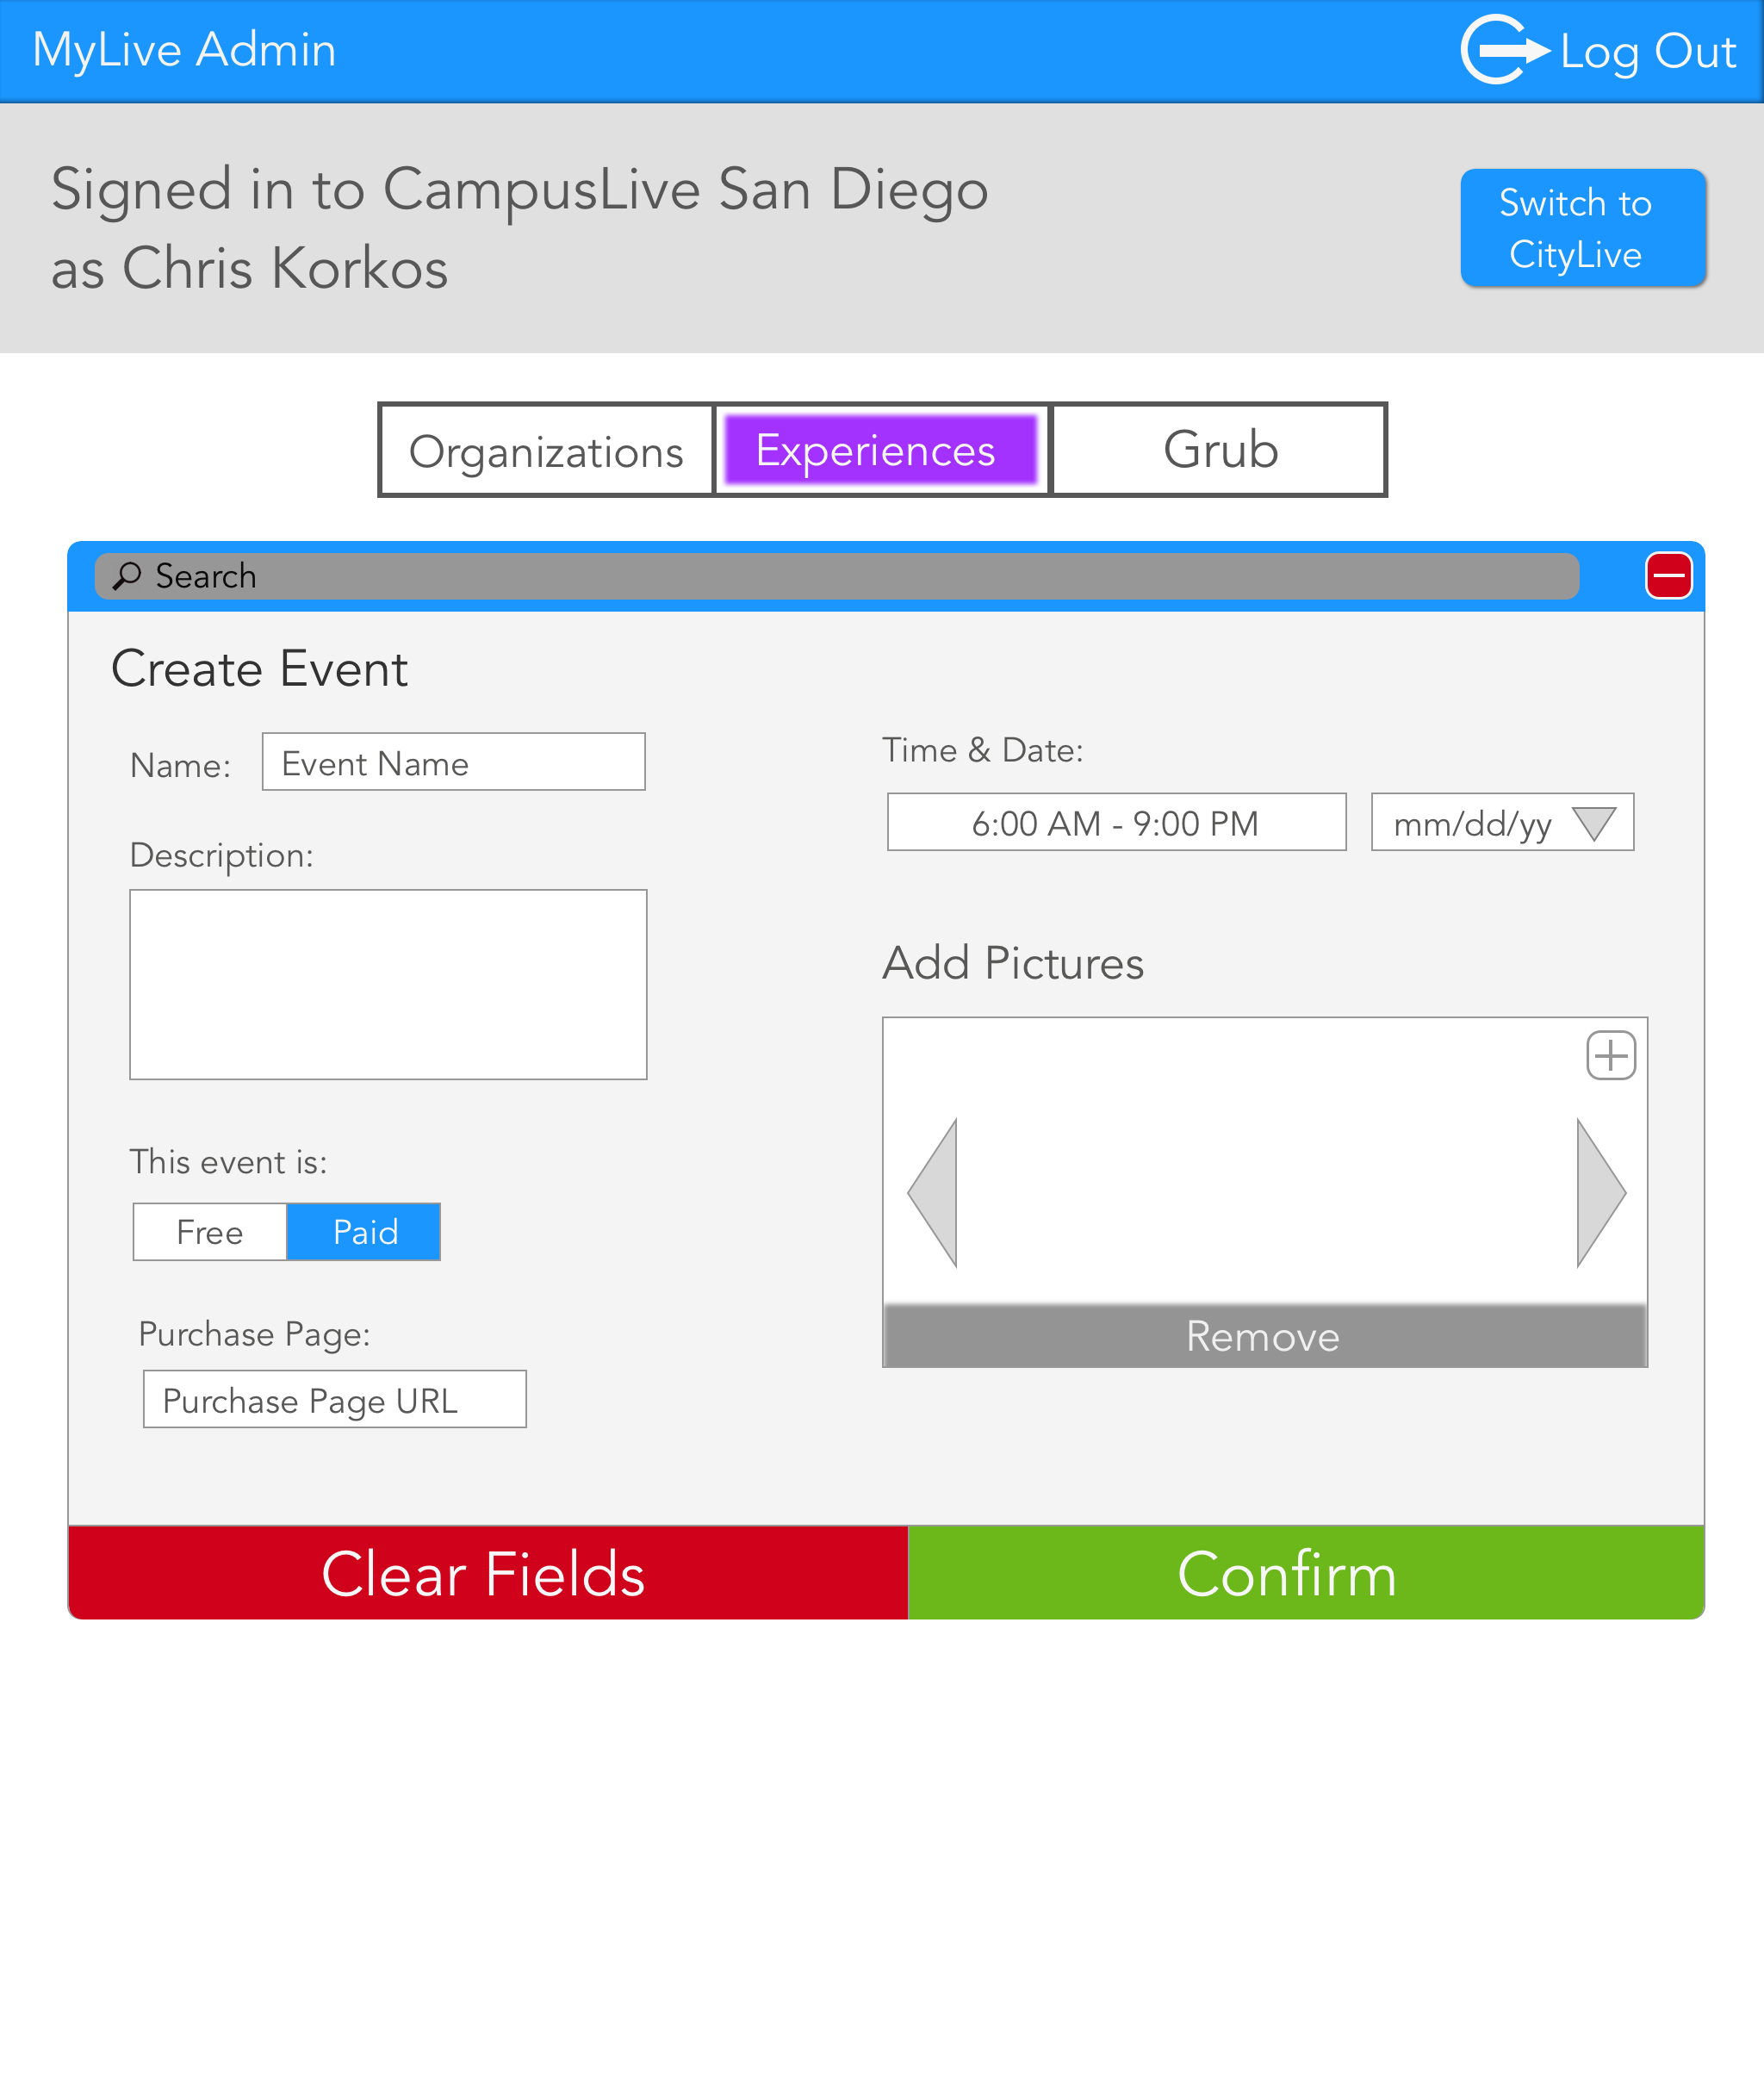 MyLive Admin
Log Out
Signed in to CampusLive San Diego
as Chris Korkos
Switch to
CityLive
Organizations
Experiences
Grub
Search
Create Event
Name:
Event Name
Description:
This event is:
Free
Paid
Purchase Page:
Purchase Page URL
Time & Date:
6:00 AM - 9:00 PM
mm/dd/yy
Add Pictures
Remove
Clear Fields
Confirm